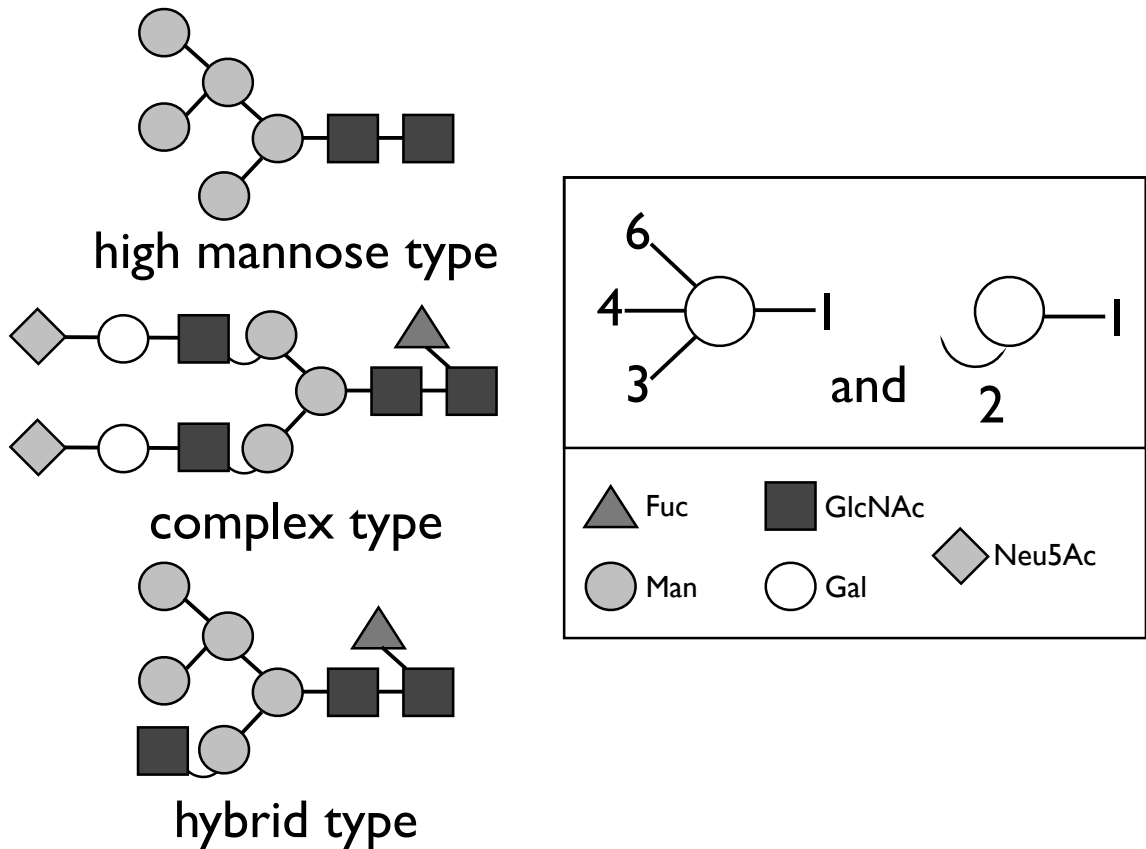 high mannose type
complex type
hybrid type
6
4
3
1
and
2
1
Fuc
GlcNAc
Man
Gal
Neu5Ac